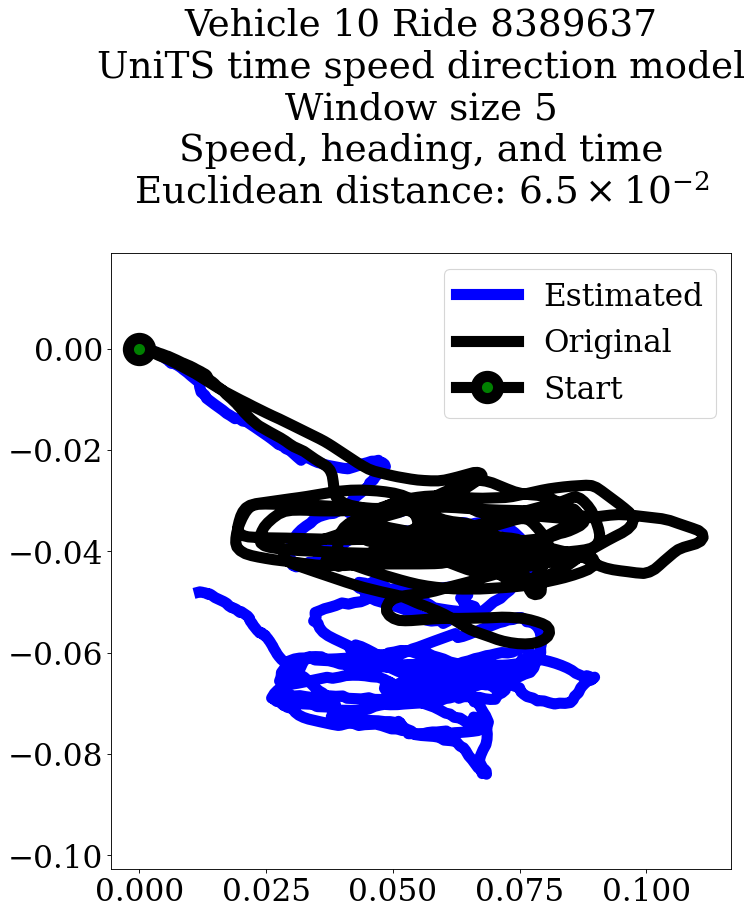 Vehicle 10 Ride 8389637
UniTS time speed direction model
Window size 5
Speed, heading, and time
Euclidean distance: 6.5 × 10⁻²
Estimated
Original
Start
0.00
−0.02
−0.04
−0.06
−0.08
−0.10
0.000 0.025 0.050 0.075 0.100